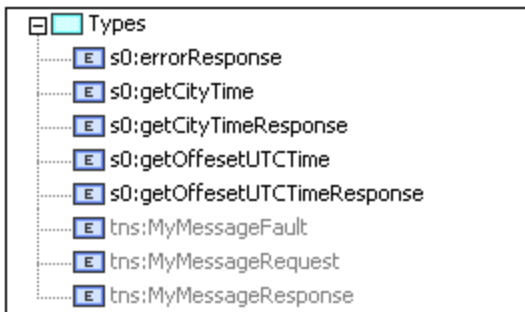 Types
E s0:errorResponse
E s0:getCityTime
E s0:getCityTimeResponse
E s0:getOffesetUTCTime
E s0:getOffesetUTCTimeResponse
E tns:MyMessageFault
E tns:MyMessageRequest
E tns:MyMessageResponse